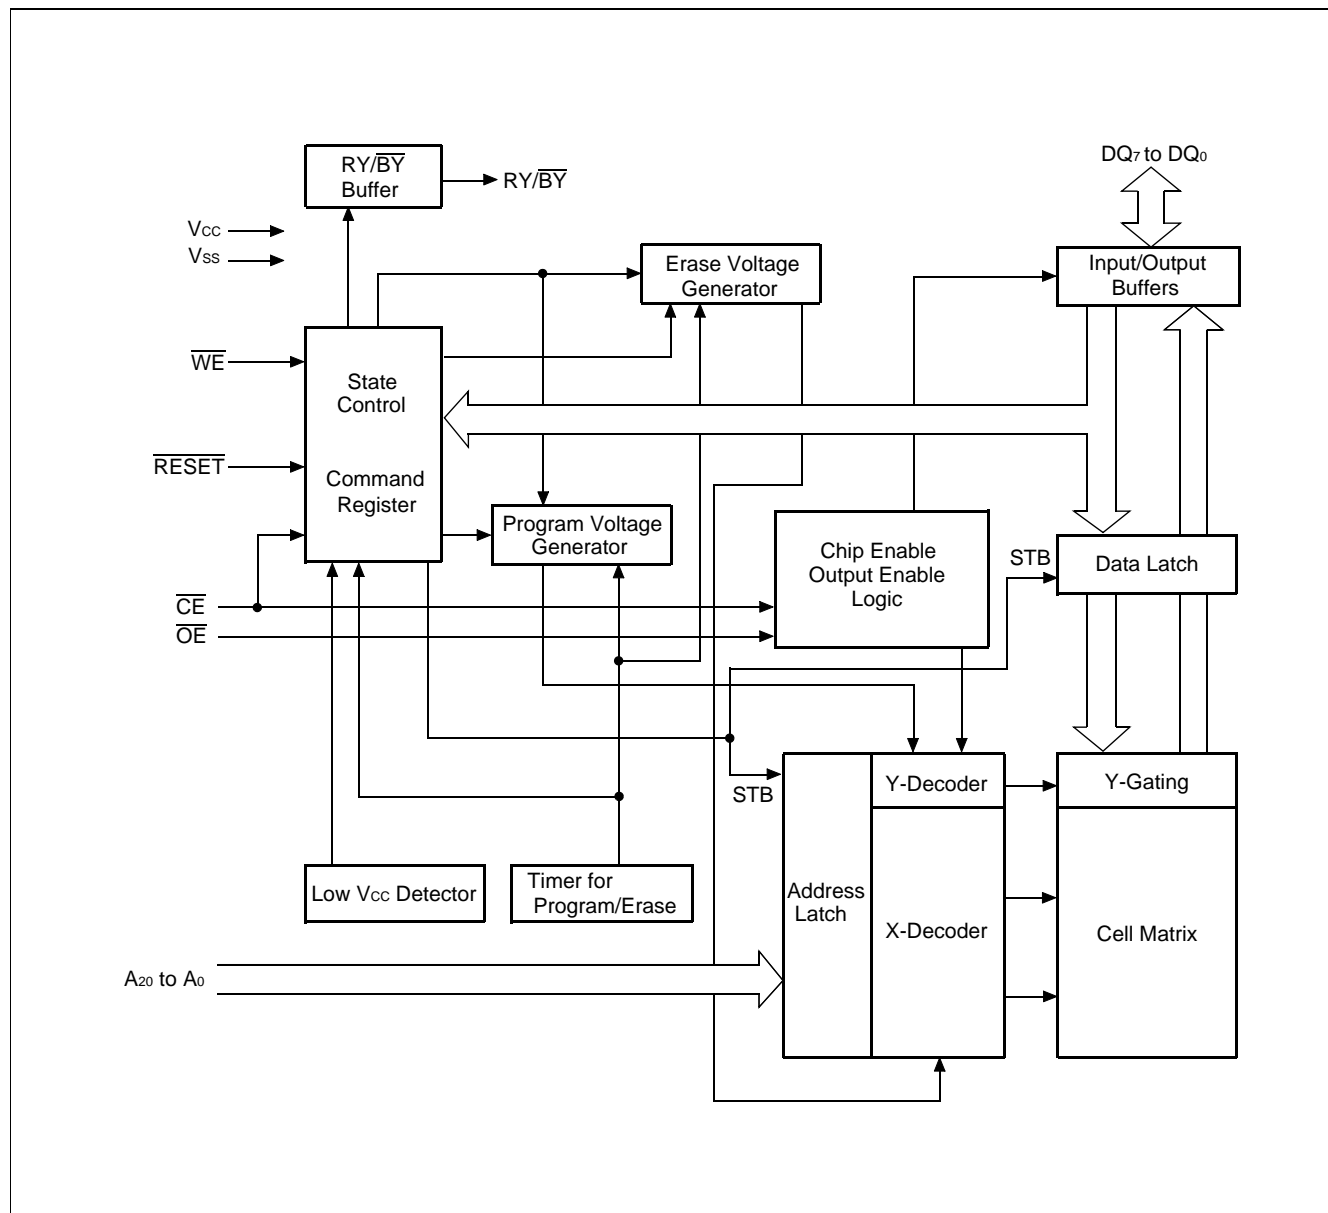 RY/BY
Buffer
RY/BY
DQ7 to DQ0
VCC
VSS
Erase Voltage
Generator
Input/Output
Buffers
WE
State
Control
RESET
Command
Register
Program Voltage
Generator
Chip Enable
Output Enable
Logic
STB
Data Latch
CE
OE
STB
Y-Decoder
Y-Gating
Low VCC Detector
Timer for
Program/Erase
Address
Latch
X-Decoder
Cell Matrix
A20 to A0